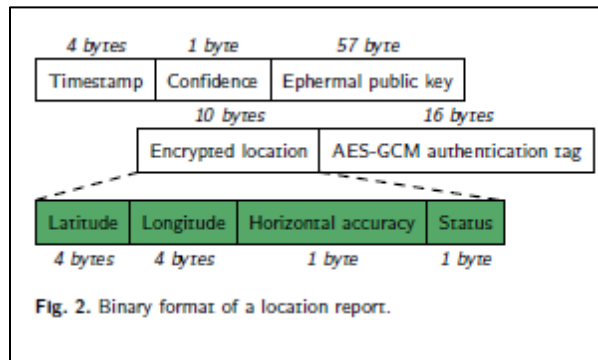 4 bytes 1 byte 57 byte
Timestamp Confidence Ephermal public key
10 bytes 16 bytes
Encrypted location AES-GCM authentication tag
Latitude Longitude Horizontal accuracy Status
4 bytes 4 bytes 1 byte 1 byte
Fig. 2. Binary format of a location report.